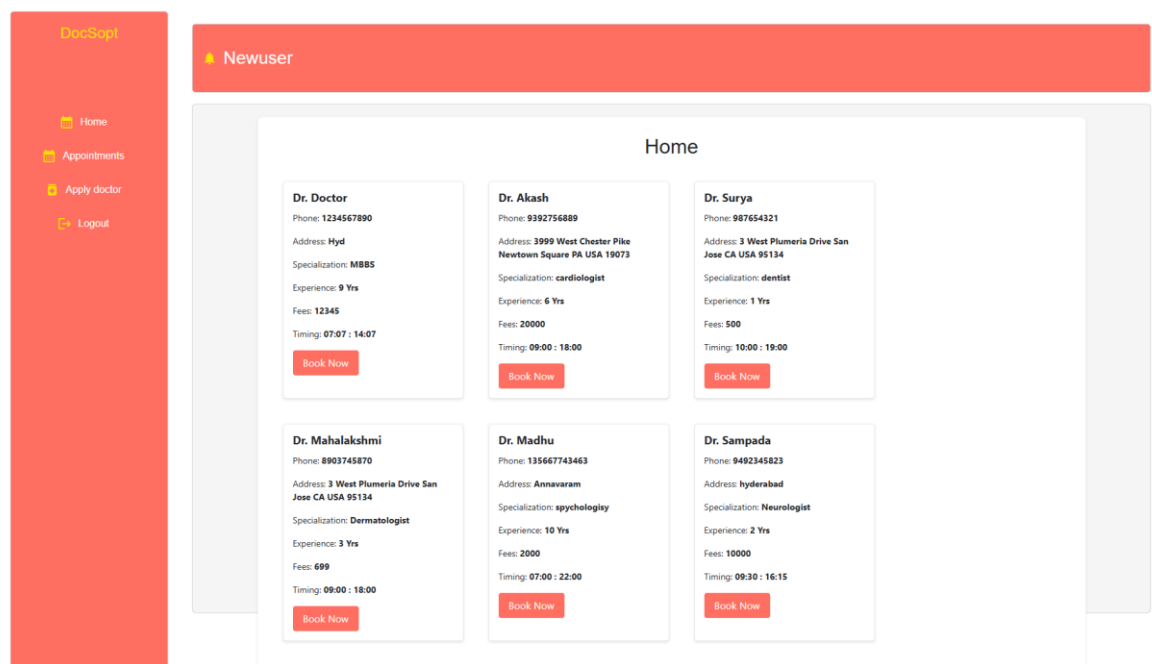 DocSopt
Newuser
Home
Appointments
Apply doctor
Logout
Home
Dr. Doctor
Phone: 1234567890
Address: Hyd
Specialization: MBBS
Experience: 9 Yrs
Fees: 12345
Timing: 07:07 : 14:07
Book Now
Dr. Akash
Phone: 9392756889
Address: 3999 West Chester Pike
Newtown Square PA USA 19073
Specialization: cardiologist
Experience: 6 Yrs
Fees: 20000
Timing: 09:00 : 18:00
Book Now
Dr. Surya
Phone: 987654321
Address: 3 West Plumeria Drive San
Jose CA USA 95134
Specialization: dentist
Experience: 1 Yrs
Fees: 500
Timing: 10:00 : 19:00
Book Now
Dr. Mahalakshmi
Phone: 8903745870
Address: 3 West Plumeria Drive San
Jose CA USA 95134
Specialization: Dermatologist
Experience: 3 Yrs
Fees: 699
Timing: 09:00 : 18:00
Book Now
Dr. Madhu
Phone: 135667743463
Address: Annavaram
Specialization: spychologisy
Experience: 10 Yrs
Fees: 2000
Timing: 07:00 : 22:00
Book Now
Dr. Sampada
Phone: 9492345823
Address: hyderabad
Specialization: Neurologist
Experience: 2 Yrs
Fees: 10000
Timing: 09:30 : 16:15
Book Now